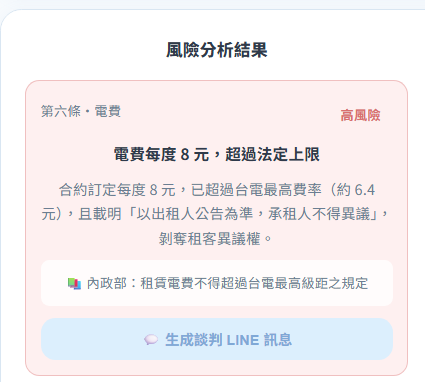 風險分析結果
第六條・電費
高風險
電費每度 8 元，超過法定上限
合約訂定每度 8 元，已超過台電最高費率（約 6.4
元），且載明「以出租人公告為準，承租人不得異議」，
剝奪租客異議權。
內政部：租賃電費不得超過台電最高級距之規定
生成談判 LINE 訊息